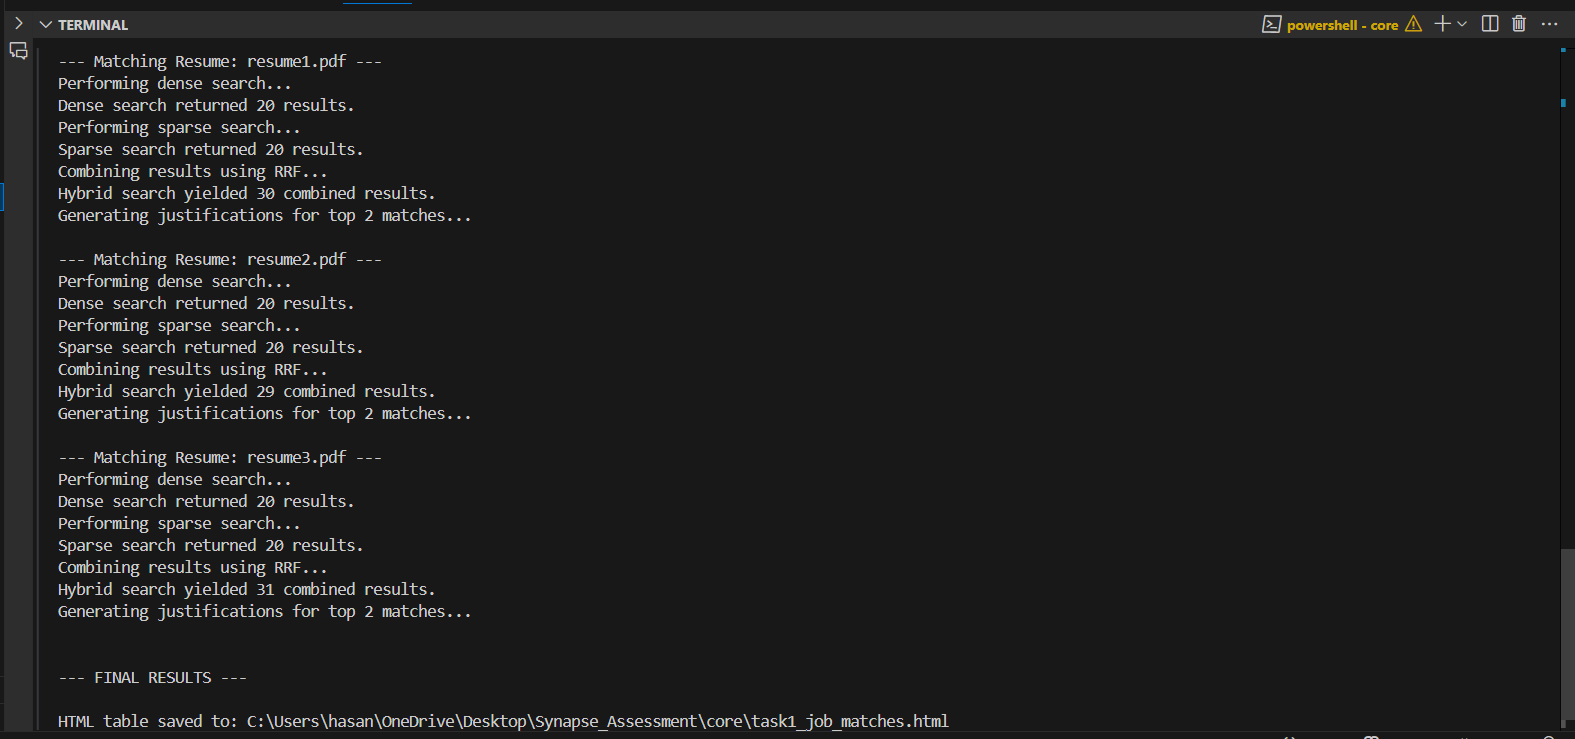 TERMINAL
powershell - core
--- Matching Resume: resume1.pdf ---
Performing dense search...
Dense search returned 20 results.
Performing sparse search...
Sparse search returned 20 results.
Combining results using RRF...
Hybrid search yielded 30 combined results.
Generating justifications for top 2 matches...
--- Matching Resume: resume2.pdf ---
Performing dense search...
Dense search returned 20 results.
Performing sparse search...
Sparse search returned 20 results.
Combining results using RRF...
Hybrid search yielded 29 combined results.
Generating justifications for top 2 matches...
--- Matching Resume: resume3.pdf ---
Performing dense search...
Dense search returned 20 results.
Performing sparse search...
Sparse search returned 20 results.
Combining results using RRF...
Hybrid search yielded 31 combined results.
Generating justifications for top 2 matches...
--- FINAL RESULTS ---
HTML table saved to: C:\Users\hasan\OneDrive\Desktop\Synapse_Assessment\core\task1_job_matches.html